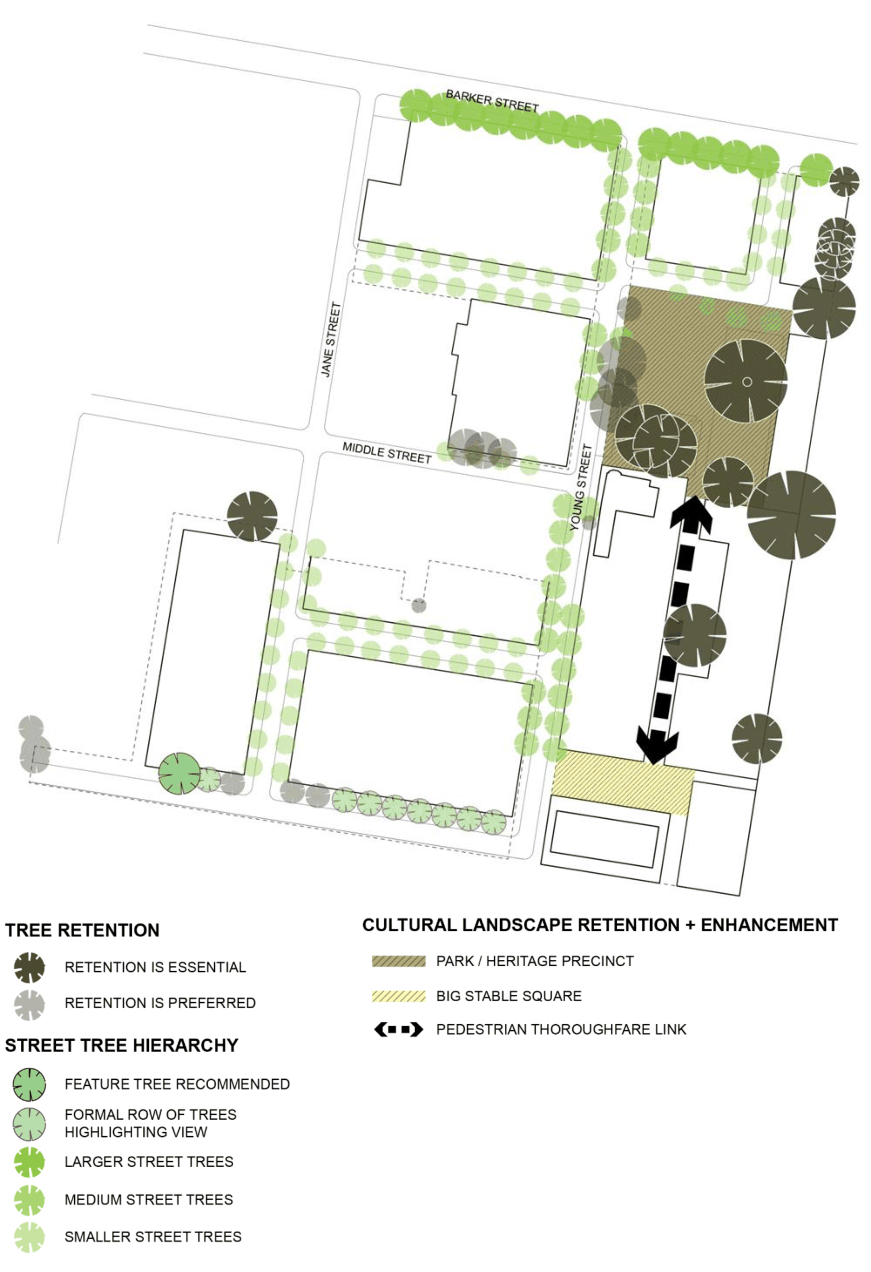 BARKER STREET
JANE STREET
MIDDLE STREET
YOUNG STREET
TREE RETENTION
RETENTION IS ESSENTIAL
RETENTION IS PREFERRED
STREET TREE HIERARCHY
FEATURE TREE RECOMMENDED
FORMAL ROW OF TREES
HIGHLIGHTING VIEW
LARGER STREET TREES
MEDIUM STREET TREES
SMALLER STREET TREES
CULTURAL LANDSCAPE RETENTION + ENHANCEMENT
PARK / HERITAGE PRECINCT
BIG STABLE SQUARE
PEDESTRIAN THOROUGHFARE LINK